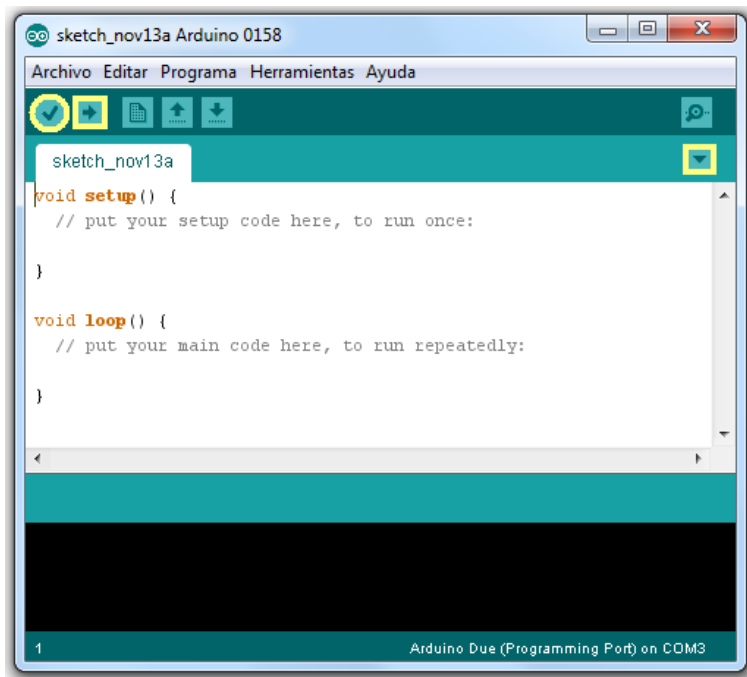 sketch_nov13a Arduino 0158
Archivo Editar Programa Herramientas Ayuda
sketch_nov13a
void setup() {
// put your setup code here, to run once:
}
void loop() {
// put your main code here, to run repeatedly:
}
1 Arduino Due (Programming Port) on COM3